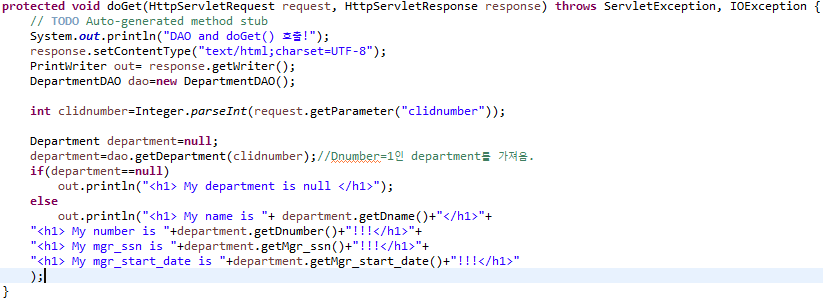 protected void doGet(HttpServletRequest request, HttpServletResponse response) throws ServletException, IOException {
// TODO Auto-generated method stub
System.out.println("DAO and doGet() 호출!");
response.setContentType("text/html;charset=UTF-8");
PrintWriter out= response.getWriter();
DepartmentDAO dao=new DepartmentDAO();
int clidnumber=Integer.parseInt(request.getParameter("clidnumber"));
Department department=null;
department=dao.getDepartment(clidnumber);//Dnumber=1인 department를 가져옴.
if(department==null)
out.println("<h1> My department is null </h1>");
else
out.println("<h1> My name is "+ department.getDname()+"</h1>"+
"<h1> My number is "+department.getDnumber()+"!!!</h1>"+
"<h1> My mgr_ssn is "+department.getMgr_ssn()+"!!!</h1>"+
"<h1> My mgr_start_date is "+department.getMgr_start_date()+"!!!</h1>"
);
}